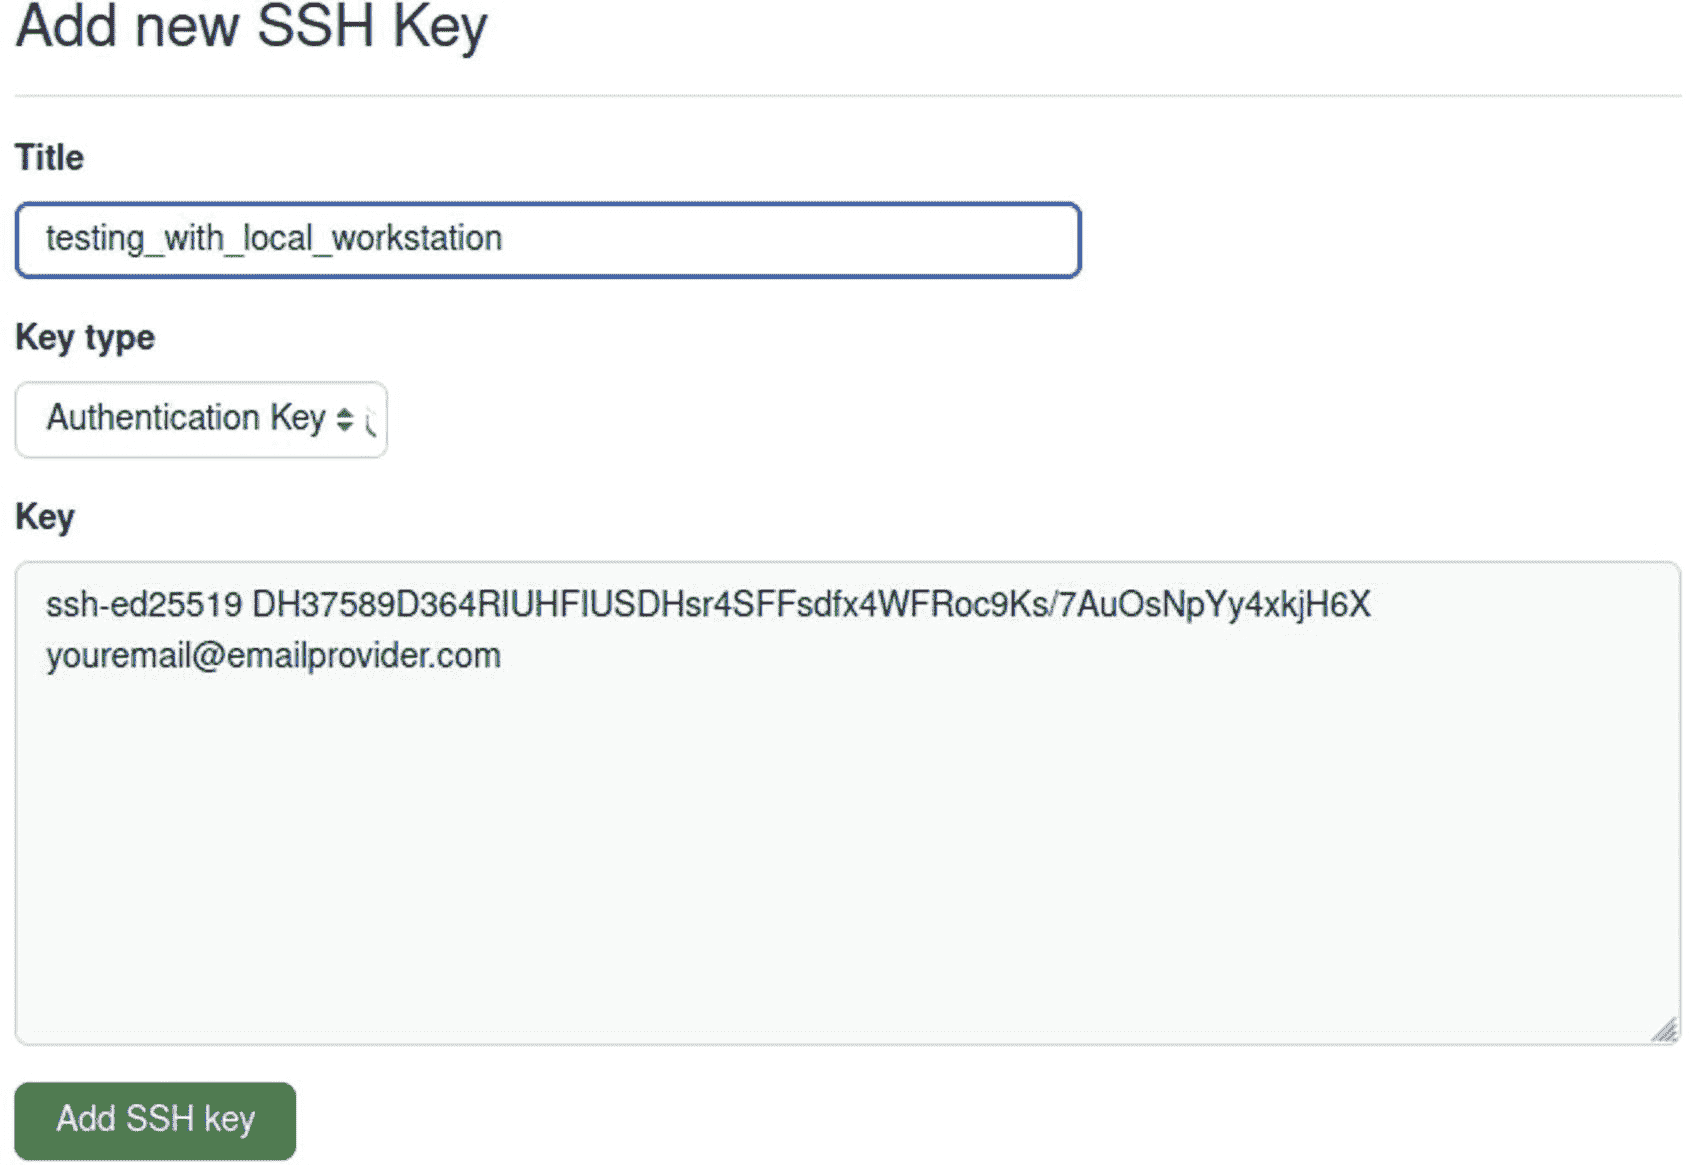 Add new SSH Key
Title
testing_with_local_workstation
Key type
Authentication Key
Key
ssh-ed25519 DH37589D364RIUHFIUSDHsr4SFFsdfx4WFRoc9Ks/7AuOsNpYy4xkjH6X
youremail@emailprovider.com
Add SSH key